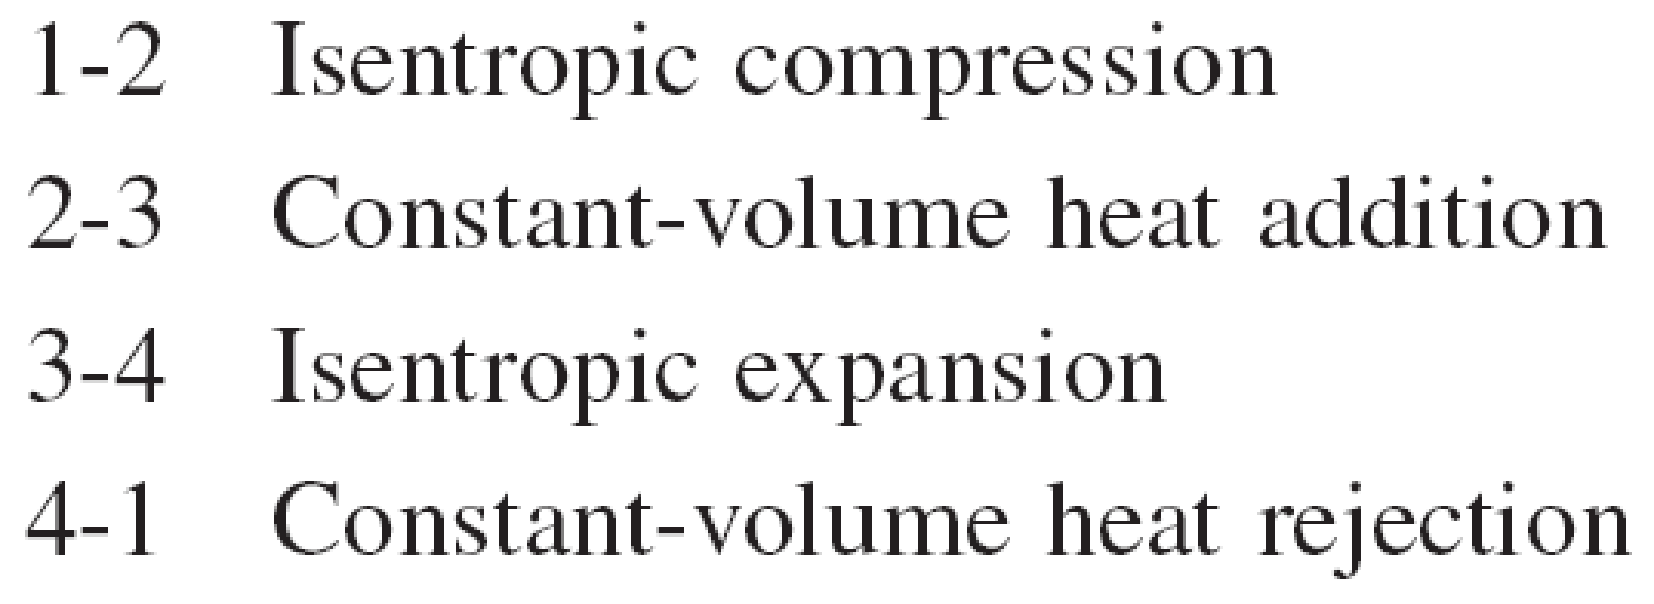 1-2 Isentropic compression
2-3 Constant-volume heat addition
3-4 Isentropic expansion
4-1 Constant-volume heat rejection